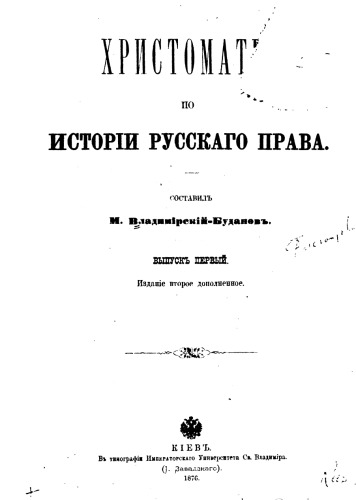 ХРИСТОМАТ
ПО
ИСТОРІИ РУССКАГО ПРАВА.
СОСТАВИЛЪ
М. Владимірскій-Будановъ.
ВЫПУСКЪ ПЕРВЫЙ.
Изданіе второе дополненное.
КІЕВЪ.
Въ типографіи Императорскаго Университета Св. Владиміра.
(І. Завадзкаго).
1876.